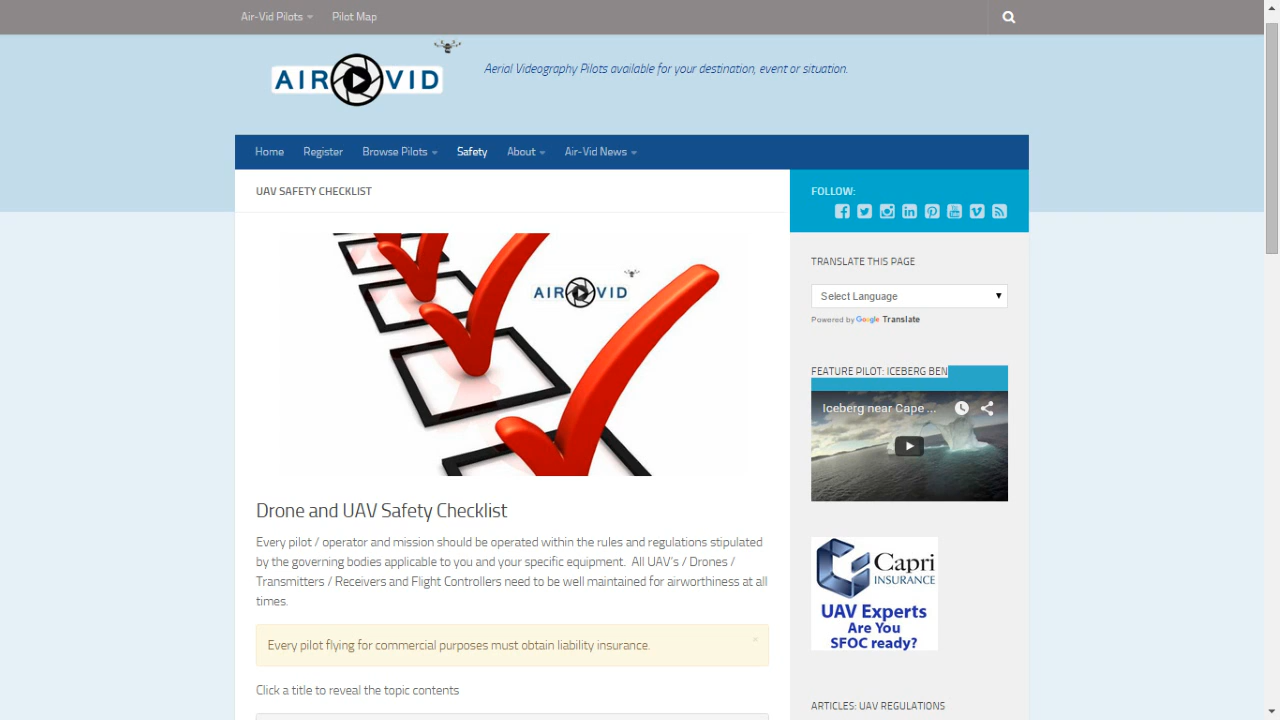 Air-Vid Pilots
Pilot Map
AIR VID
Aerial Videography Pilots available for your destination, event or situation.
Home
Register
Browse Pilots
Safety
About
Air-Vid News
UAV SAFETY CHECKLIST
FOLLOW:
AIR VID
TRANSLATE THIS PAGE
Select Language
Powered by Google Translate
FEATURE PILOT: ICEBERG BEN
Iceberg near Cape ...
Drone and UAV Safety Checklist
Every pilot / operator and mission should be operated within the rules and regulations stipulated
by the governing bodies applicable to you and your specific equipment.  All UAV's / Drones /
Transmitters / Receivers and Flight Controllers need to be well maintained for airworthiness at all
times.
Every pilot flying for commercial purposes must obtain liability insurance.
×
Click a title to reveal the topic contents
Capri
INSURANCE
UAV Experts
Are You
SFOC ready?
ARTICLES: UAV REGULATIONS